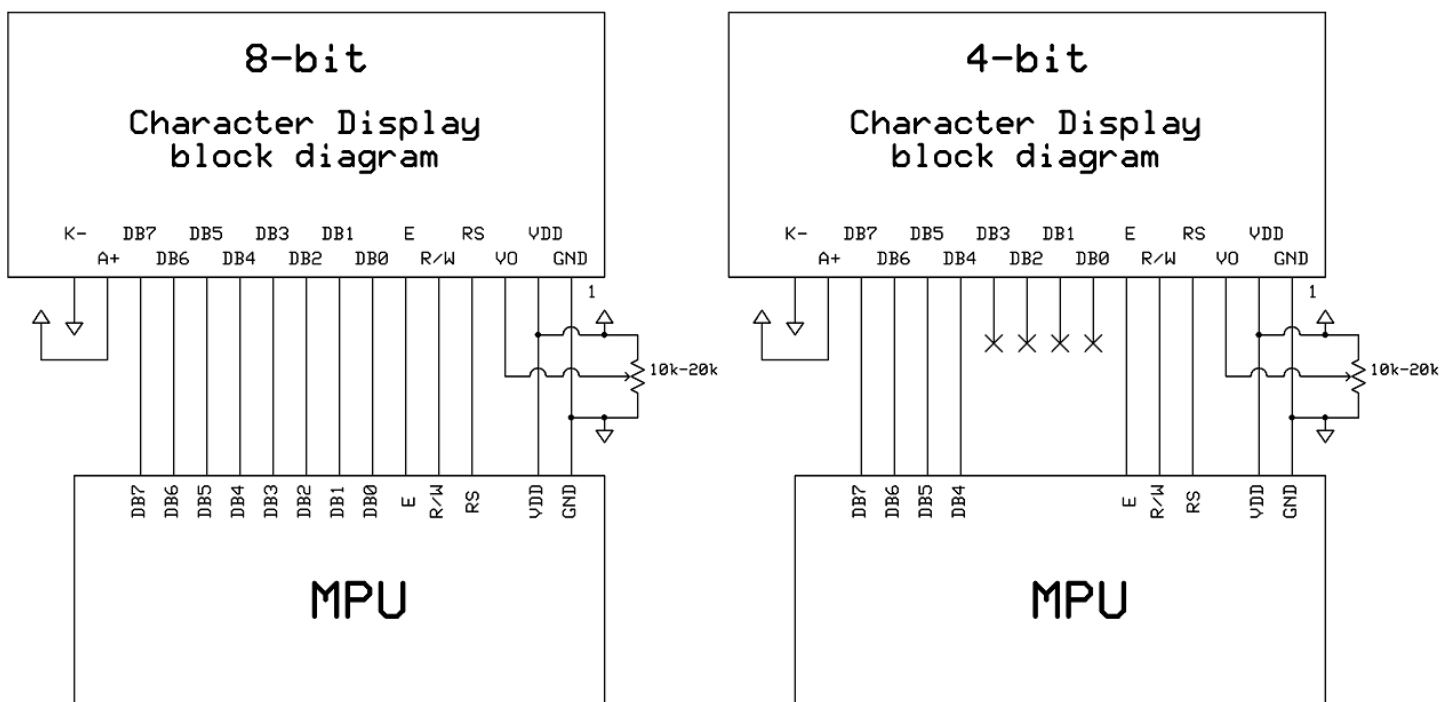 8-bit
Character Display
block diagram
K- DB7 DB5 DB3 DB1 E RS VDD
A+ DB6 DB4 DB2 DB0 R/W VO GND
1
10k-20k
DB7 DB6 DB5 DB4 DB3 DB2 DB1 DB0 E R/W RS VDD GND
MPU
4-bit
Character Display
block diagram
K- DB7 DB5 DB3 DB1 E RS VDD
A+ DB6 DB4 DB2 DB0 R/W VO GND
1
10k-20k
DB7 DB6 DB5 DB4 E R/W RS VDD GND
MPU